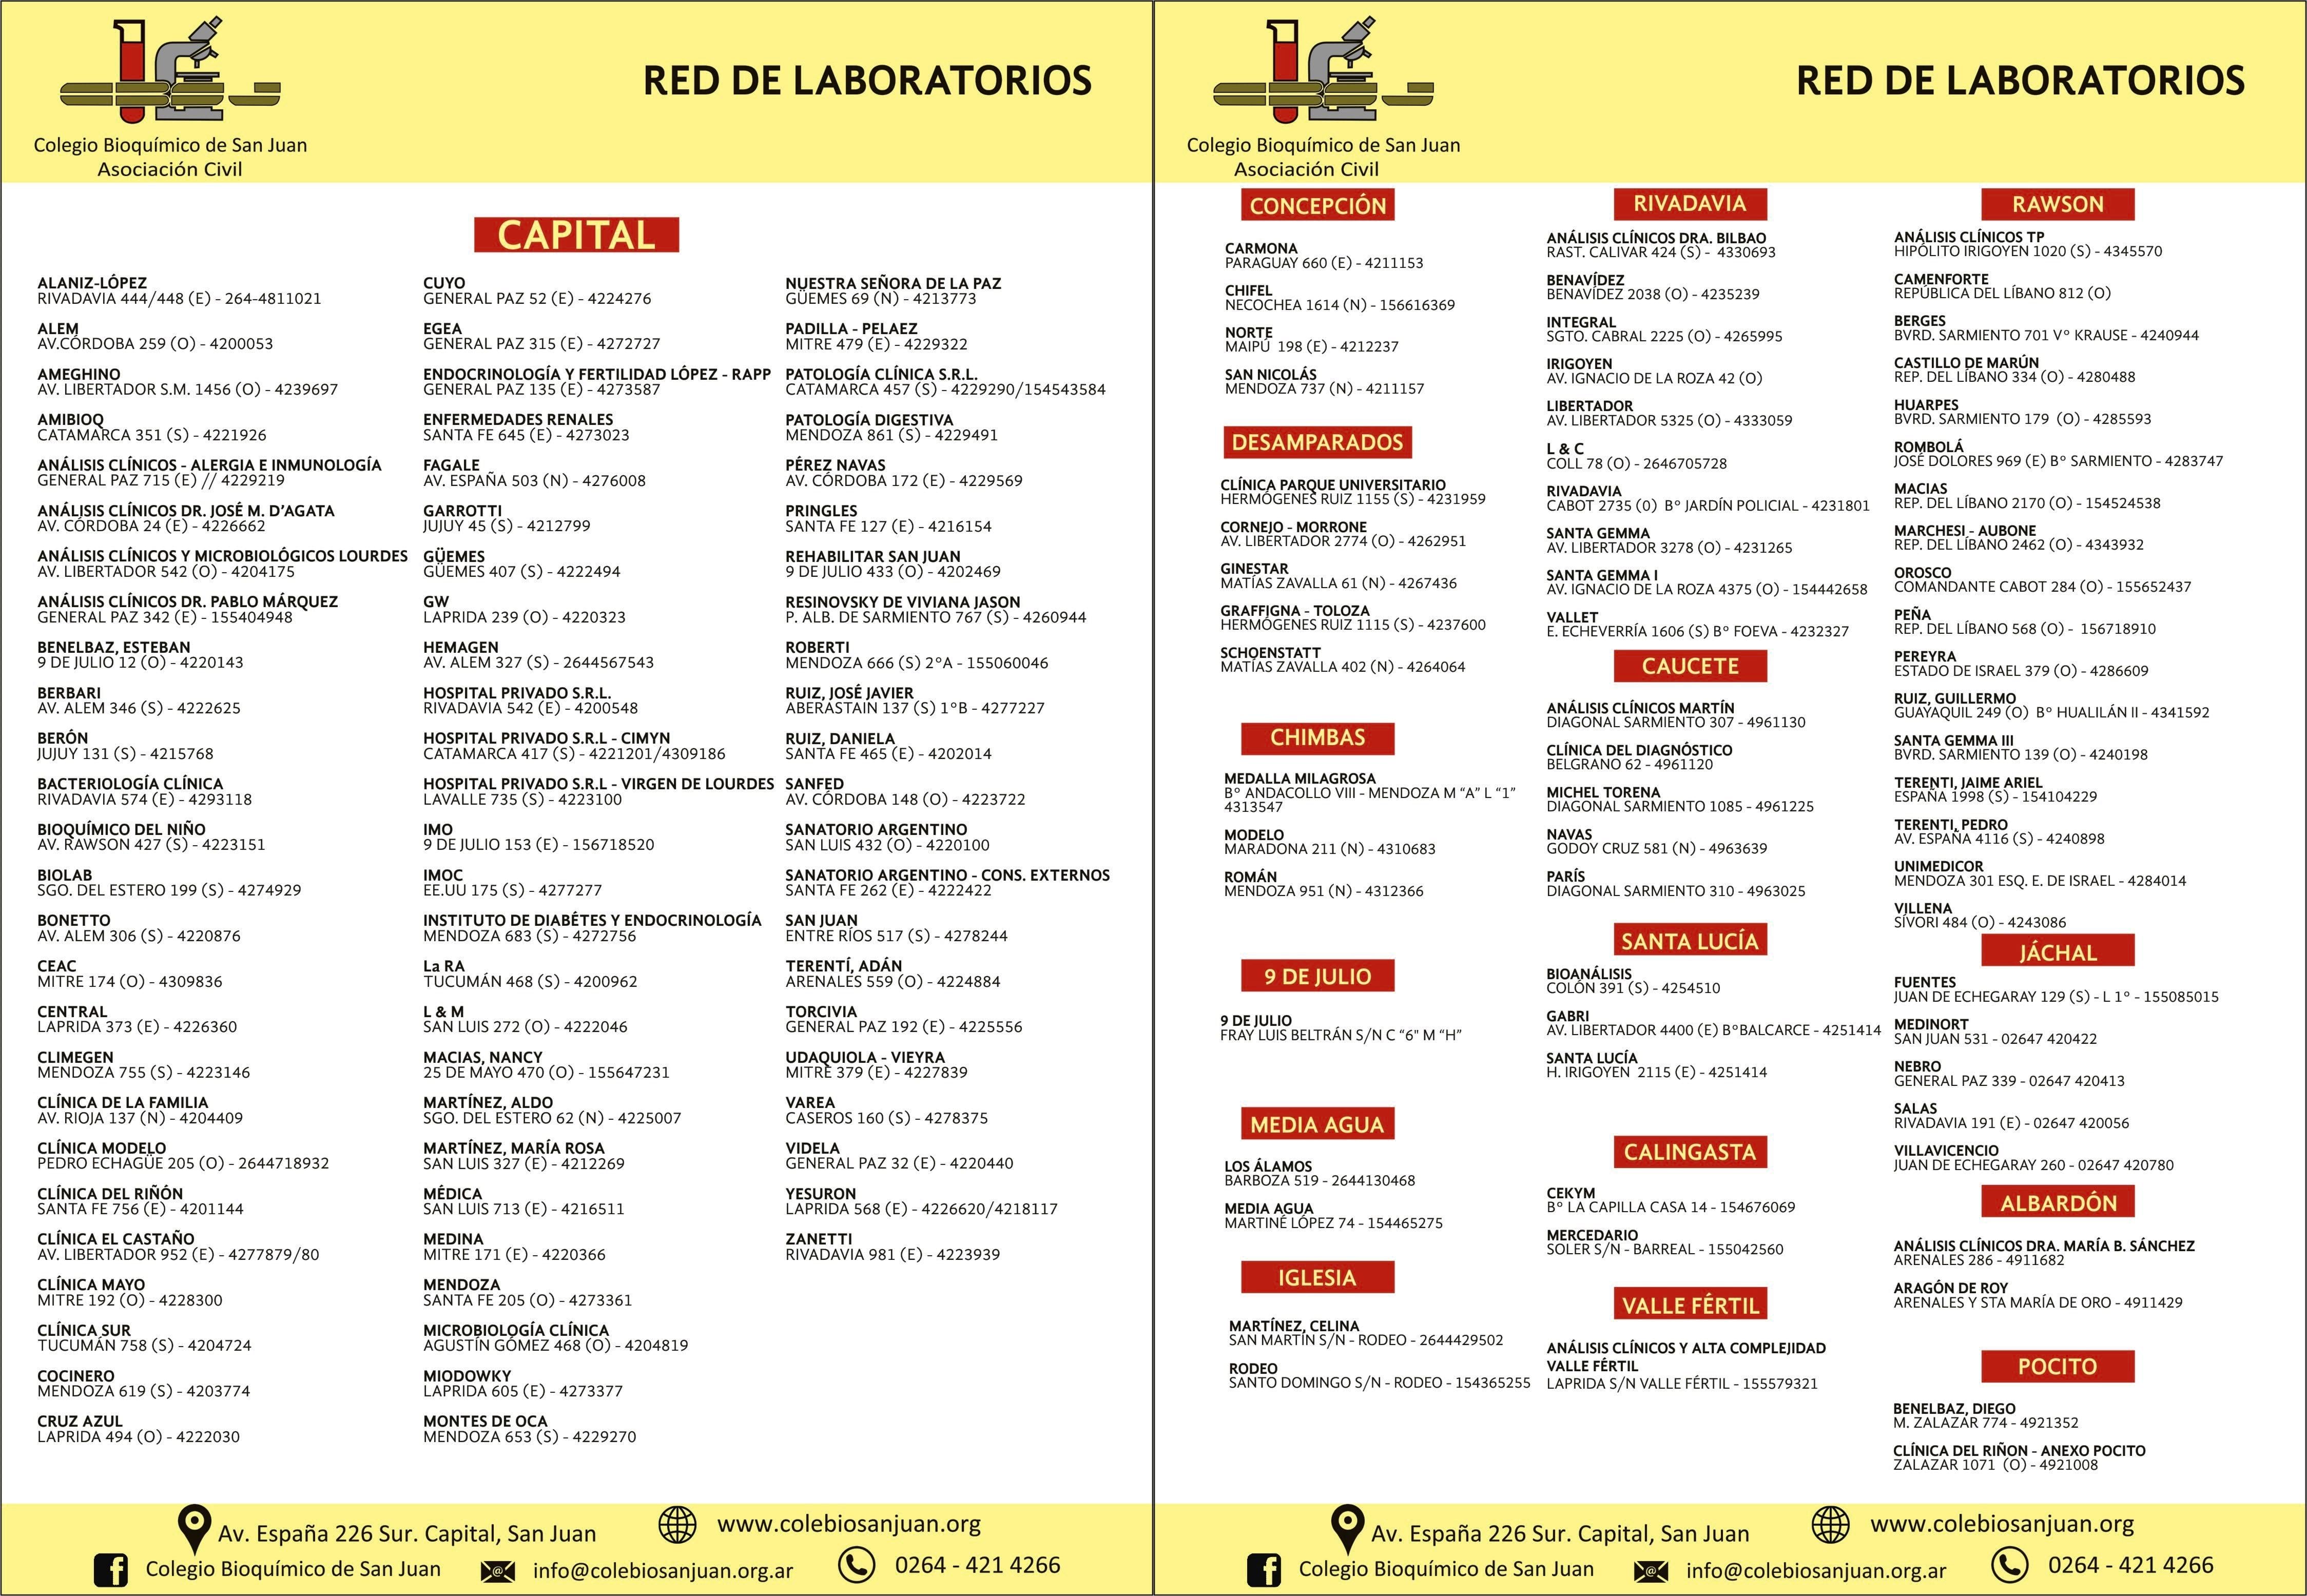 Colegio Bioquímico de San Juan
Asociación Civil
RED DE LABORATORIOS
CAPITAL
ALANIZ-LÓPEZ
RIVADAVIA 444/448 (E) - 264-4811021
ALEM
AV.CÓRDOBA 259 (O) - 4200053
AMEGHINO
AV. LIBERTADOR S.M. 1456 (O) - 4239697
AMIBIOQ
CATAMARCA 351 (S) - 4221926
ANÁLISIS CLÍNICOS - ALERGIA E INMUNOLOGÍA
GENERAL PAZ 715 (E) // 4229219
ANÁLISIS CLÍNICOS DR. JOSÉ M. D’AGATA
AV. CÓRDOBA 24 (E) - 4226662
ANÁLISIS CLÍNICOS Y MICROBIOLÓGICOS LOURDES
AV. LIBERTADOR 542 (O) - 4204175
ANÁLISIS CLÍNICOS DR. PABLO MÁRQUEZ
GENERAL PAZ 342 (E) - 155404948
BENELBAZ, ESTEBAN
9 DE JULIO 12 (O) - 4220143
BERBARI
AV. ALEM 346 (S) - 4222625
BERÓN
JUJUY 131 (S) - 4215768
BACTERIOLOGÍA CLÍNICA
RIVADAVIA 574 (E) - 4293118
BIOQUÍMICO DEL NIÑO
AV. RAWSON 427 (S) - 4223151
BIOLAB
SGO. DEL ESTERO 199 (S) - 4274929
BONETTO
AV. ALEM 306 (S) - 4220876
CEAC
MITRE 174 (O) - 4309836
CENTRAL
LAPRIDA 373 (E) - 4226360
CLIMEGEN
MENDOZA 755 (S) - 4223146
CLÍNICA DE LA FAMILIA
AV. RIOJA 137 (N) - 4204409
CLÍNICA MODELO
PEDRO ECHAGÜE 205 (O) - 2644718932
CLÍNICA DEL RIÑÓN
SANTA FE 756 (E) - 4201144
CLÍNICA EL CASTAÑO
AV. LIBERTADOR 952 (E) - 4277879/80
CLÍNICA MAYO
MITRE 192 (O) - 4228300
CLÍNICA SUR
TUCUMÁN 758 (S) - 4204724
COCINERO
MENDOZA 619 (S) - 4203774
CRUZ AZUL
LAPRIDA 494 (O) - 4222030
CUYO
GENERAL PAZ 52 (E) - 4224276
EGEA
GENERAL PAZ 315 (E) - 4272727
ENDOCRINOLOGÍA Y FERTILIDAD LÓPEZ - RAPP
GENERAL PAZ 135 (E) - 4273587
ENFERMEDADES RENALES
SANTA FE 645 (E) - 4273023
FAGALE
AV. ESPAÑA 503 (N) - 4276008
GARROTTI
JUJUY 45 (S) - 4212799
GÜEMES
GÜEMES 407 (S) - 4222494
GW
LAPRIDA 239 (O) - 4220323
HEMAGEN
AV. ALEM 327 (S) - 2644567543
HOSPITAL PRIVADO S.R.L.
RIVADAVIA 542 (E) - 4200548
HOSPITAL PRIVADO S.R.L - CIMYN
CATAMARCA 417 (S) - 4221201/4309186
HOSPITAL PRIVADO S.R.L - VIRGEN DE LOURDES
LAVALLE 735 (S) - 4223100
IMO
9 DE JULIO 153 (E) - 156718520
IMOC
EE.UU 175 (S) - 4277277
INSTITUTO DE DIABÉTES Y ENDOCRINOLOGÍA
MENDOZA 683 (S) - 4272756
La RA
TUCUMÁN 468 (S) - 4200962
L & M
SAN LUIS 272 (O) - 4222046
MACIAS, NANCY
25 DE MAYO 470 (O) - 155647231
MARTÍNEZ, ALDO
SGO. DEL ESTERO 62 (N) - 4225007
MARTÍNEZ, MARÍA ROSA
SAN LUIS 327 (E) - 4212269
MÉDICA
SAN LUIS 713 (E) - 4216511
MEDINA
MITRE 171 (E) - 4220366
MENDOZA
SANTA FE 205 (O) - 4273361
MICROBIOLOGÍA CLÍNICA
AGUSTÍN GÓMEZ 468 (O) - 4204819
MIODOWKY
LAPRIDA 605 (E) - 4273377
MONTES DE OCA
MENDOZA 653 (S) - 4229270
NUESTRA SEÑORA DE LA PAZ
GÜEMES 69 (N) - 4213773
PADILLA - PELAEZ
MITRE 479 (E) - 4229322
PATOLOGÍA CLÍNICA S.R.L.
CATAMARCA 457 (S) - 4229290/154543584
PATOLOGÍA DIGESTIVA
MENDOZA 861 (S) - 4229491
PÉREZ NAVAS
AV. CÓRDOBA 172 (E) - 4229569
PRINGLES
SANTA FE 127 (E) - 4216154
REHABILITAR SAN JUAN
9 DE JULIO 433 (O) - 4202469
RESINOVSKY DE VIVIANA JASON
P. ALB. DE SARMIENTO 767 (S) - 4260944
ROBERTI
MENDOZA 666 (S) 2°A - 155060046
RUIZ, JOSÉ JAVIER
ABERASTAIN 137 (S) 1°B - 4277227
RUIZ, DANIELA
SANTA FE 465 (E) - 4202014
SANFED
AV. CÓRDOBA 148 (O) - 4223722
SANATORIO ARGENTINO
SAN LUIS 432 (O) - 4220100
SANATORIO ARGENTINO - CONS. EXTERNOS
SANTA FE 262 (E) - 4222422
SAN JUAN
ENTRE RÍOS 517 (S) - 4278244
TERENTÍ, ADÁN
ARENALES 559 (O) - 4224884
TORCIVIA
GENERAL PAZ 192 (E) - 4225556
UDAQUIOLA - VIEYRA
MITRE 379 (E) - 4227839
VAREA
CASEROS 160 (S) - 4278375
VIDELA
GENERAL PAZ 32 (E) - 4220440
YESURON
LAPRIDA 568 (E) - 4226620/4218117
ZANETTI
RIVADAVIA 981 (E) - 4223939
Av. España 226 Sur. Capital, San Juan
www.colebiosanjuan.org
Colegio Bioquímico de San Juan
info@colebiosanjuan.org.ar
0264 - 421 4266
Colegio Bioquímico de San Juan
Asociación Civil
RED DE LABORATORIOS
CONCEPCIÓN
CARMONA
PARAGUAY 660 (E) - 4211153
CHIFEL
NECOCHEA 1614 (N) - 156616369
NORTE
MAIPÚ 198 (E) - 4212237
SAN NICOLÁS
MENDOZA 737 (N) - 4211157
DESAMPARADOS
CLÍNICA PARQUE UNIVERSITARIO
HERMÓGENES RUIZ 1155 (S) - 4231959
CORNEJO - MORRONE
AV. LIBERTADOR 2774 (O) - 4262951
GINESTAR
MATÍAS ZAVALLA 61 (N) - 4267436
GRAFFIGNA - TOLOZA
HERMÓGENES RUIZ 1115 (S) - 4237600
SCHOENSTATT
MATÍAS ZAVALLA 402 (N) - 4264064
CHIMBAS
MEDALLA MILAGROSA
B° ANDACOLLO VIII - MENDOZA M “A” L “1”
4313547
MODELO
MARADONA 211 (N) - 4310683
ROMÁN
MENDOZA 951 (N) - 4312366
9 DE JULIO
9 DE JULIO
FRAY LUIS BELTRÁN S/N C “6" M “H”
MEDIA AGUA
LOS ÁLAMOS
BARBOZA 519 - 2644130468
MEDIA AGUA
MARTINÉ LÓPEZ 74 - 154465275
IGLESIA
MARTÍNEZ, CELINA
SAN MARTÍN S/N - RODEO - 2644429502
RODEO
SANTO DOMINGO S/N - RODEO - 154365255
RIVADAVIA
ANÁLISIS CLÍNICOS DRA. BILBAO
RAST. CALIVAR 424 (S) - 4330693
BENAVÍDEZ
BENAVÍDEZ 2038 (O) - 4235239
INTEGRAL
SGTO. CABRAL 2225 (O) - 4265995
IRIGOYEN
AV. IGNACIO DE LA ROZA 42 (O)
LIBERTADOR
AV. LIBERTADOR 5325 (O) - 4333059
L & C
COLL 78 (O) - 2646705728
RIVADAVIA
CABOT 2735 (0) B° JARDÍN POLICIAL - 4231801
SANTA GEMMA
AV. LIBERTADOR 3278 (O) - 4231265
SANTA GEMMA I
AV. IGNACIO DE LA ROZA 4375 (O) - 154442658
VALLET
E. ECHEVERRÍA 1606 (S) B° FOEVA - 4232327
CAUCETE
ANÁLISIS CLÍNICOS MARTÍN
DIAGONAL SARMIENTO 307 - 4961130
CLÍNICA DEL DIAGNÓSTICO
BELGRANO 62 - 4961120
MICHEL TORENA
DIAGONAL SARMIENTO 1085 - 4961225
NAVAS
GODOY CRUZ 581 (N) - 4963639
PARÍS
DIAGONAL SARMIENTO 310 - 4963025
SANTA LUCÍA
BIOANÁLISIS
COLÓN 391 (S) - 4254510
GABRI
AV. LIBERTADOR 4400 (E) B°BALCARCE - 4251414
SANTA LUCÍA
H. IRIGOYEN 2115 (E) - 4251414
CALINGASTA
CEKYM
B° LA CAPILLA CASA 14 - 154676069
MERCEDARIO
SOLER S/N - BARREAL - 155042560
VALLE FÉRTIL
ANÁLISIS CLÍNICOS Y ALTA COMPLEJIDAD
VALLE FÉRTIL
LAPRIDA S/N VALLE FÉRTIL - 155579321
RAWSON
ANÁLISIS CLÍNICOS TP
HIPÓLITO IRIGOYEN 1020 (S) - 4345570
CAMENFORTE
REPÚBLICA DEL LÍBANO 812 (O)
BERGES
BVRD. SARMIENTO 701 V° KRAUSE - 4240944
CASTILLO DE MARÚN
REP. DEL LÍBANO 334 (O) - 4280488
HUARPES
BVRD. SARMIENTO 179 (O) - 4285593
ROMBOLÁ
JOSÉ DOLORES 969 (E) B° SARMIENTO - 4283747
MACIAS
REP. DEL LÍBANO 2170 (O) - 154524538
MARCHESI - AUBONE
REP. DEL LÍBANO 2462 (O) - 4343932
OROSCO
COMANDANTE CABOT 284 (O) - 155652437
PEÑA
REP. DEL LÍBANO 568 (O) - 156718910
PEREYRA
ESTADO DE ISRAEL 379 (O) - 4286609
RUIZ, GUILLERMO
GUAYAQUIL 249 (O) B° HUALILÁN II - 4341592
SANTA GEMMA III
BVRD. SARMIENTO 139 (O) - 4240198
TERENTI, JAIME ARIEL
ESPAÑA 1998 (S) - 154104229
TERENTI, PEDRO
AV. ESPAÑA 4116 (S) - 4240898
UNIMEDICOR
MENDOZA 301 ESQ. E. DE ISRAEL - 4284014
VILLENA
SÍVORI 484 (O) - 4243086
JÁCHAL
FUENTES
JUAN DE ECHEGARAY 129 (S) - L 1° - 155085015
MEDINORT
SAN JUAN 531 - 02647 420422
NEBRO
GENERAL PAZ 339 - 02647 420413
SALAS
RIVADAVIA 191 (E) - 02647 420056
VILLAVICENCIO
JUAN DE ECHEGARAY 260 - 02647 420780
ALBARDÓN
ANÁLISIS CLÍNICOS DRA. MARÍA B. SÁNCHEZ
ARENALES 286 - 4911682
ARAGÓN DE ROY
ARENALES Y STA MARÍA DE ORO - 4911429
POCITO
BENELBAZ, DIEGO
M. ZALAZAR 774 - 4921352
CLÍNICA DEL RIÑON - ANEXO POCITO
ZALAZAR 1071 (O) - 4921008
Av. España 226 Sur. Capital, San Juan
www.colebiosanjuan.org
Colegio Bioquímico de San Juan
info@colebiosanjuan.org.ar
0264 - 421 4266